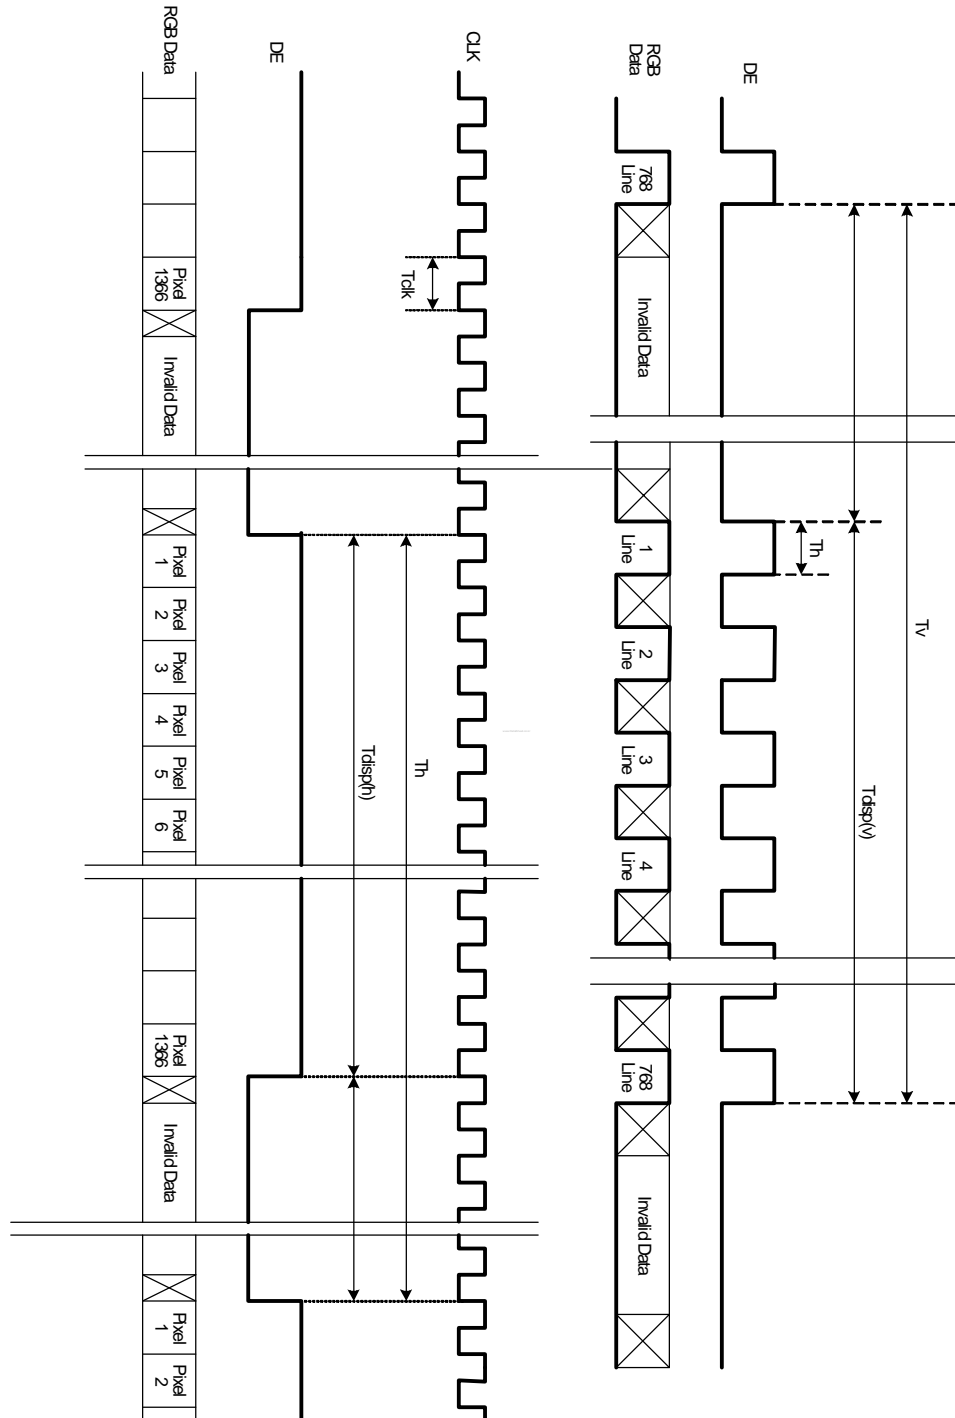 Tv
Tdisp(v)
Th
DE
RGB
Data
768
Line
Invalid Data
1
Line
2
Line
3
Line
4
Line
768
Line
Invalid Data
CLK
Tclk
Th
Tdisp(h)
DE
RGB Data
Pixel
1366
Invalid Data
Pixel
1
Pixel
2
Pixel
3
Pixel
4
Pixel
5
Pixel
6
Pixel
1366
Invalid Data
Pixel
1
Pixel
2